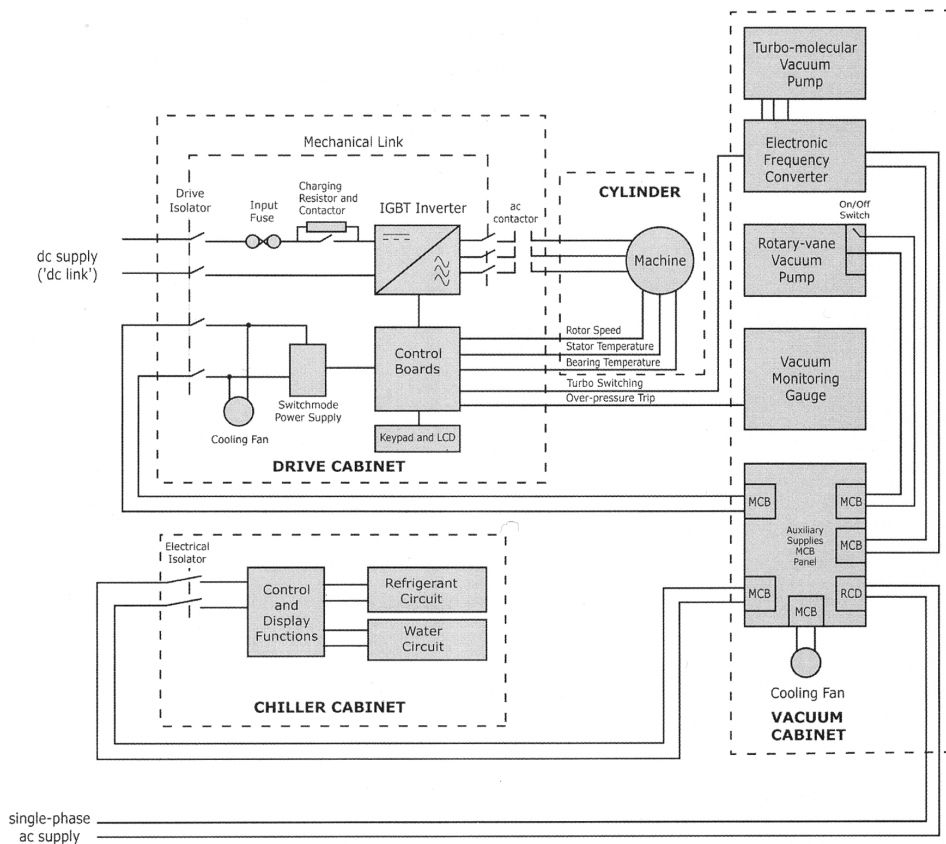 Turbo-molecular
Vacuum
Pump
Electronic
Frequency
Converter
On/Off
Switch
Rotary-vane
Vacuum
Pump
Vacuum
Monitoring
Gauge
Mechanical Link
Drive
Isolator
Input
Fuse
Charging
Resistor and
Contactor
IGBT Inverter
ac
contactor
CYLINDER
Machine
dc supply
('dc link')
Rotor Speed
Stator Temperature
Bearing Temperature
Turbo Switching
Over-pressure Trip
Control
Boards
Switchmode
Power Supply
Cooling Fan
Keypad and LCD
DRIVE CABINET
MCB
MCB
Auxiliary
Supplies
MCB
Panel
MCB
MCB
RCD
MCB
Cooling Fan
VACUUM
CABINET
Electrical
Isolator
Control
and
Display
Functions
Refrigerant
Circuit
Water
Circuit
CHILLER CABINET
single-phase
ac supply